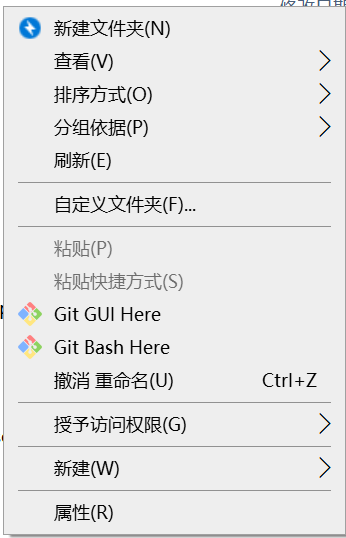 新建文件夹(N)
查看(V)
排序方式(O)
分组依据(P)
刷新(E)
自定义文件夹(F)...
粘贴(P)
粘贴快捷方式(S)
Git GUI Here
Git Bash Here
撤消 重命名(U) Ctrl+Z
授予访问权限(G)
新建(W)
属性(R)